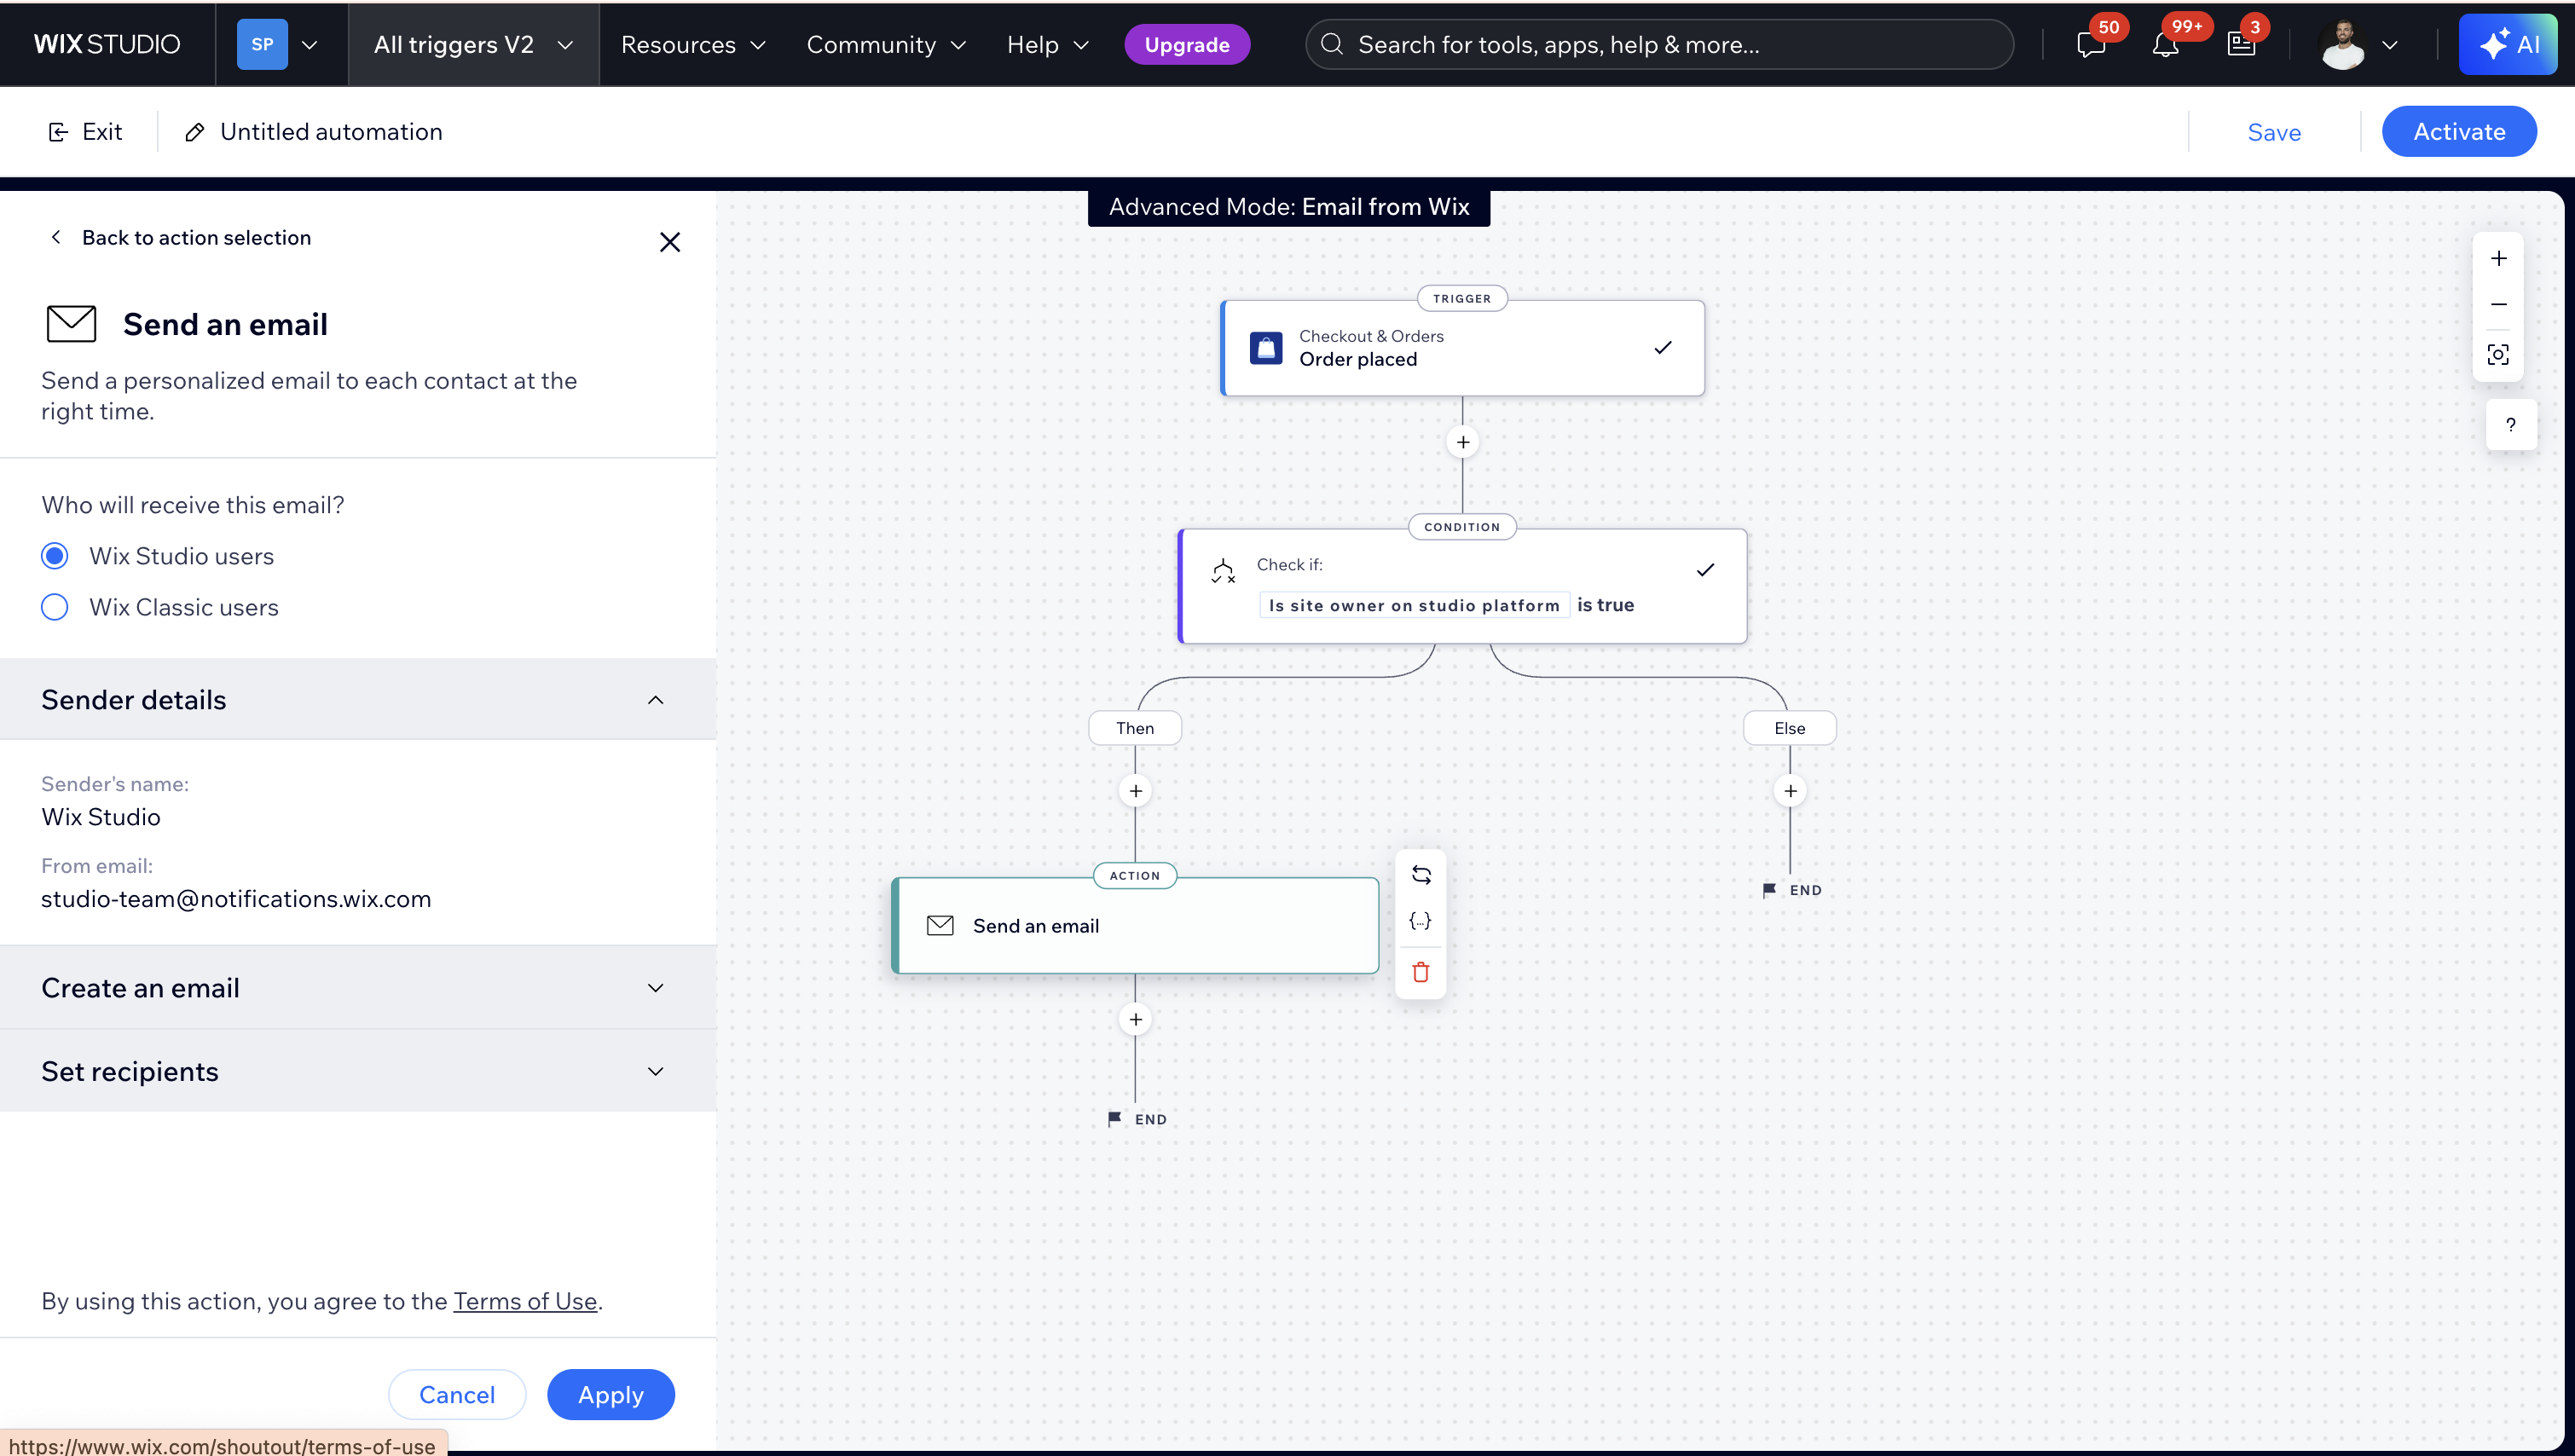 WIX STUDIO
SP
All triggers V2
Resources
Community
Help
Upgrade
Search for tools, apps, help & more...
50
99+
3
AI
Exit
Untitled automation
Save
Activate
Advanced Mode: Email from Wix
Back to action selection
Send an email
Send a personalized email to each contact at the
right time.
Who will receive this email?
Wix Studio users
Wix Classic users
Sender details
Sender's name:
Wix Studio
From email:
studio-team@notifications.wix.com
Create an email
Set recipients
By using this action, you agree to the Terms of Use.
Cancel
Apply
https://www.wix.com/shoutout/terms-of-use
TRIGGER
Checkout & Orders
Order placed
CONDITION
Check if:
Is site owner on studio platform is true
Then
Else
ACTION
Send an email
{...}
END
END
?